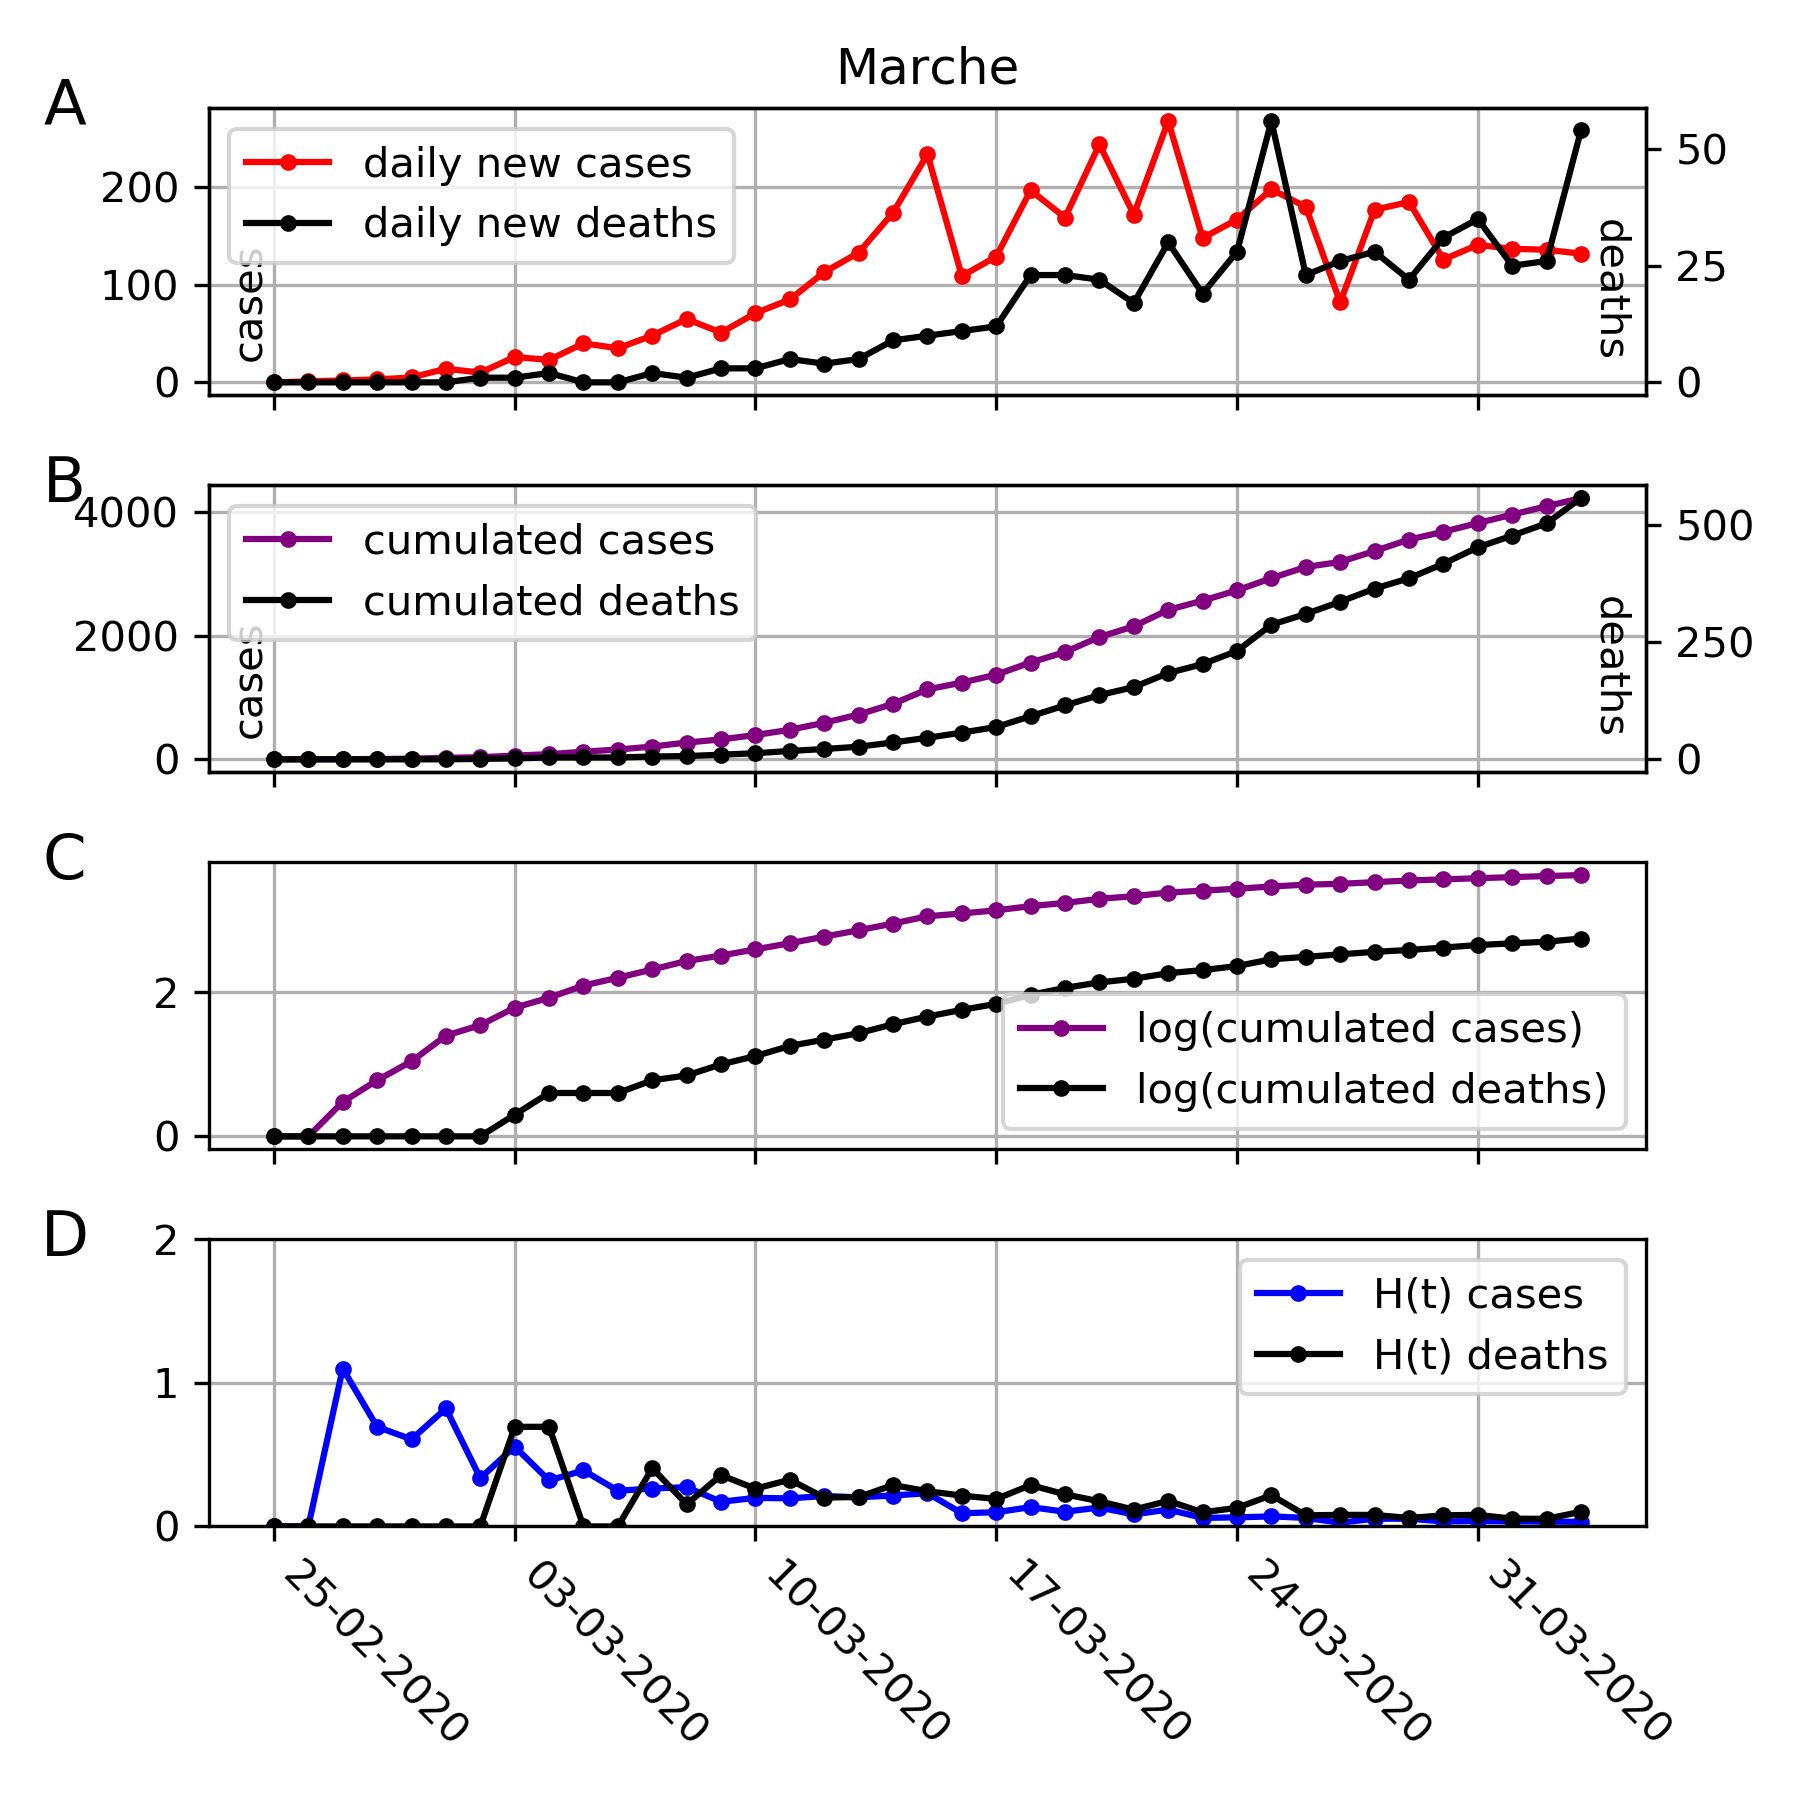 Marche
A
daily new cases
daily new deaths
200
100
0
cases
50
25
0
deaths
B
cumulated cases
cumulated deaths
4000
2000
0
cases
500
250
0
deaths
C
2
0
log(cumulated cases)
log(cumulated deaths)
D
2
1
0
H(t) cases
H(t) deaths
25-02-2020
03-03-2020
10-03-2020
17-03-2020
24-03-2020
31-03-2020